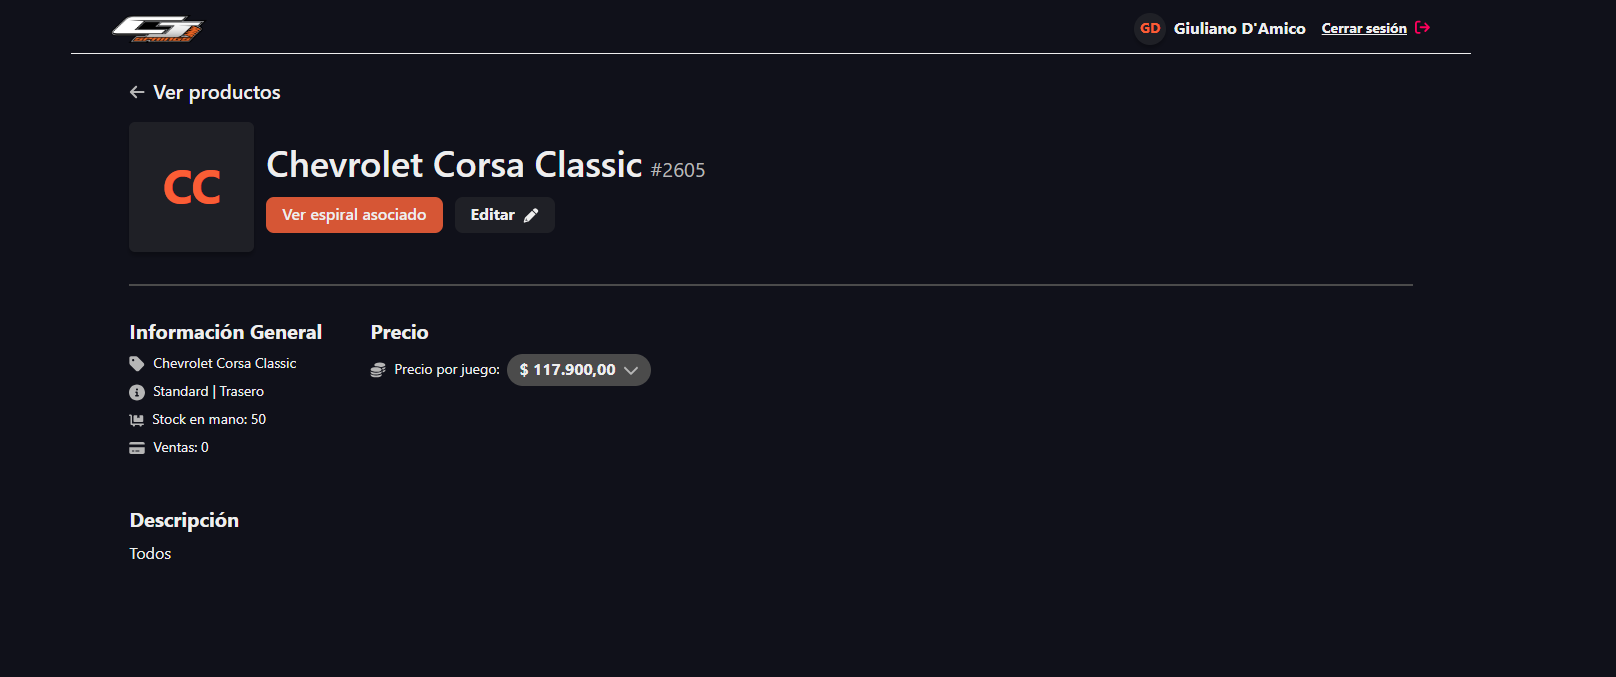 GD Giuliano D'Amico Cerrar sesión
Ver productos
CC
Chevrolet Corsa Classic #2605
Ver espiral asociado Editar
Información General
Chevrolet Corsa Classic
Standard | Trasero
Stock en mano: 50
Ventas: 0
Precio
Precio por juego: $ 117.900,00
Descripción
Todos